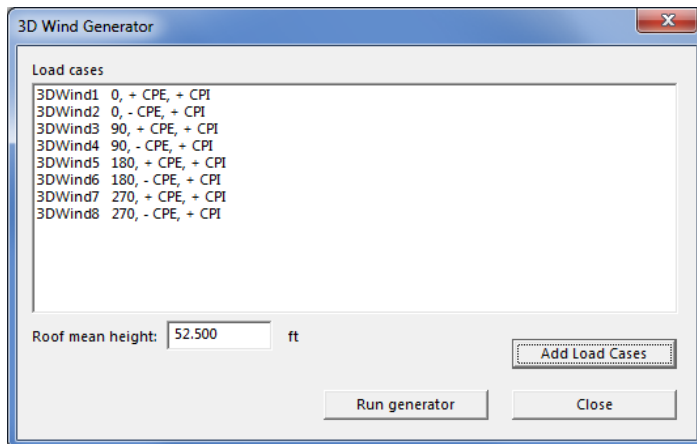 3D Wind Generator
Load cases
3DWind1 0, + CPE, + CPI
3DWind2 0, - CPE, + CPI
3DWind3 90, + CPE, + CPI
3DWind4 90, - CPE, + CPI
3DWind5 180, + CPE, + CPI
3DWind6 180, - CPE, + CPI
3DWind7 270, + CPE, + CPI
3DWind8 270, - CPE, + CPI
Roof mean height: 52.500 ft
Add Load Cases
Run generator Close